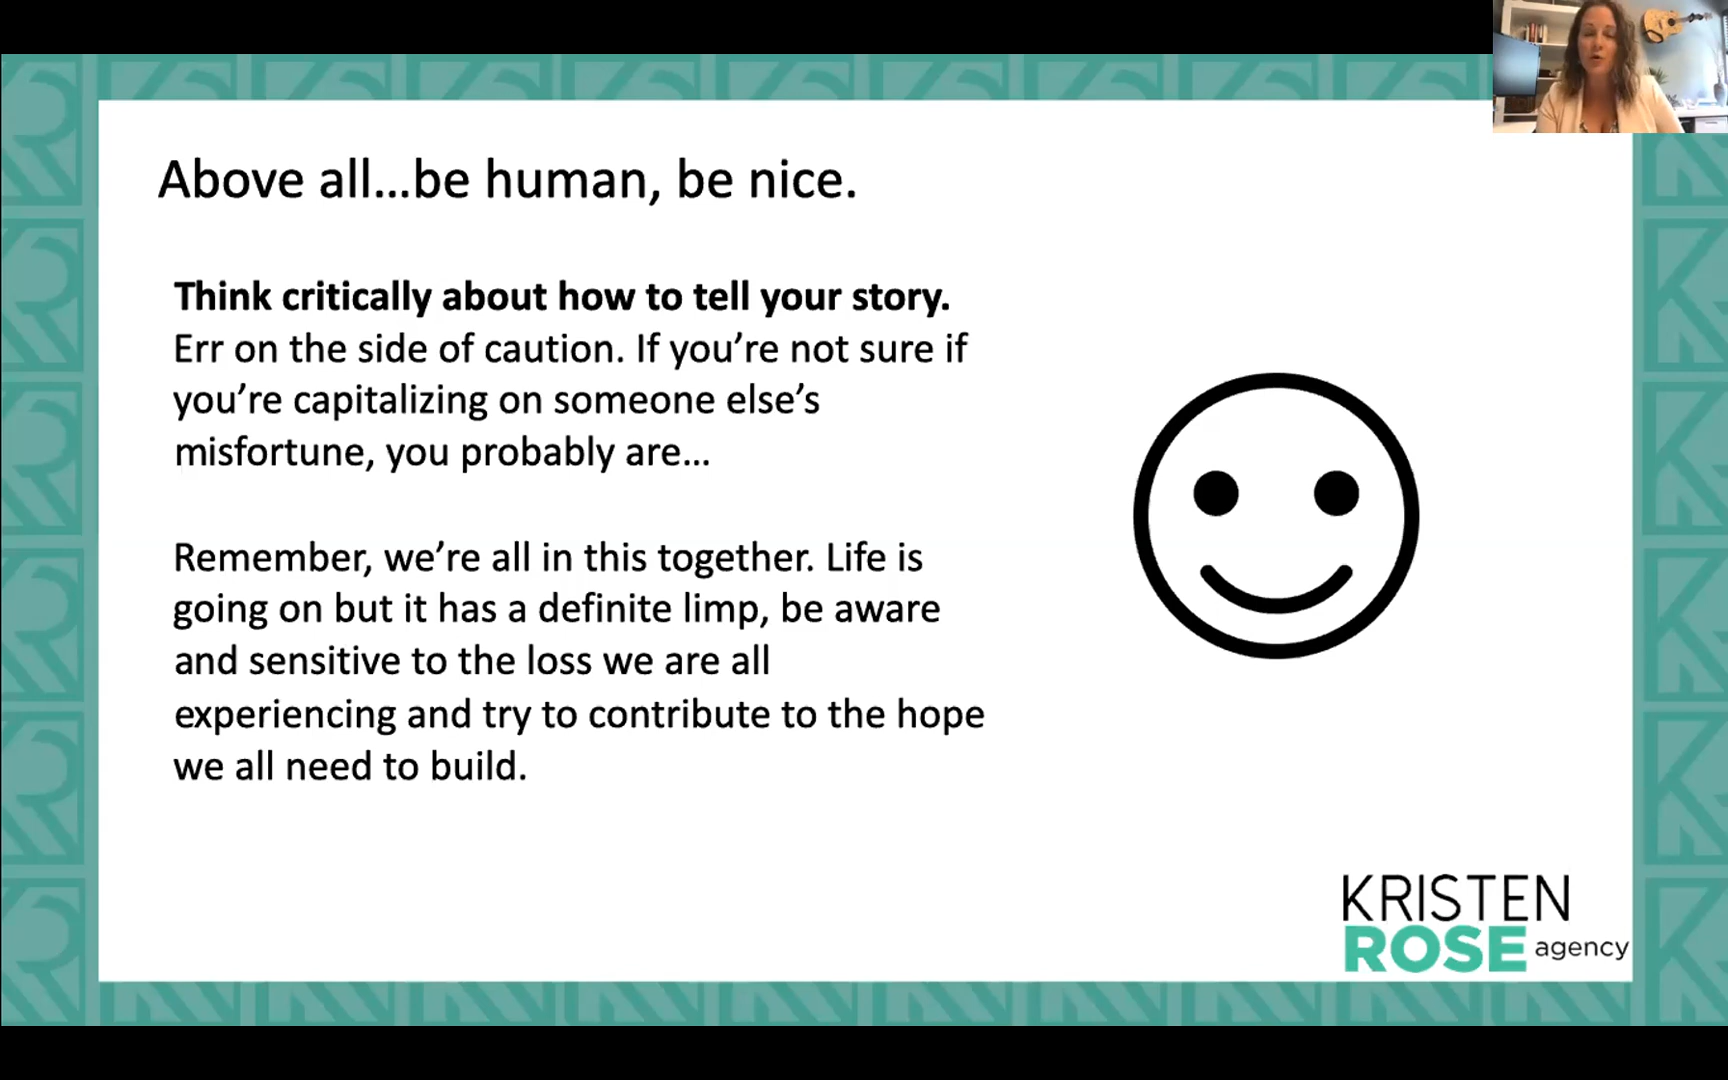 Above all...be human, be nice.
Think critically about how to tell your story.
Err on the side of caution. If you’re not sure if
you’re capitalizing on someone else’s
misfortune, you probably are...
Remember, we’re all in this together. Life is
going on but it has a definite limp, be aware
and sensitive to the loss we are all
experiencing and try to contribute to the hope
we all need to build.
KRISTEN
ROSE agency